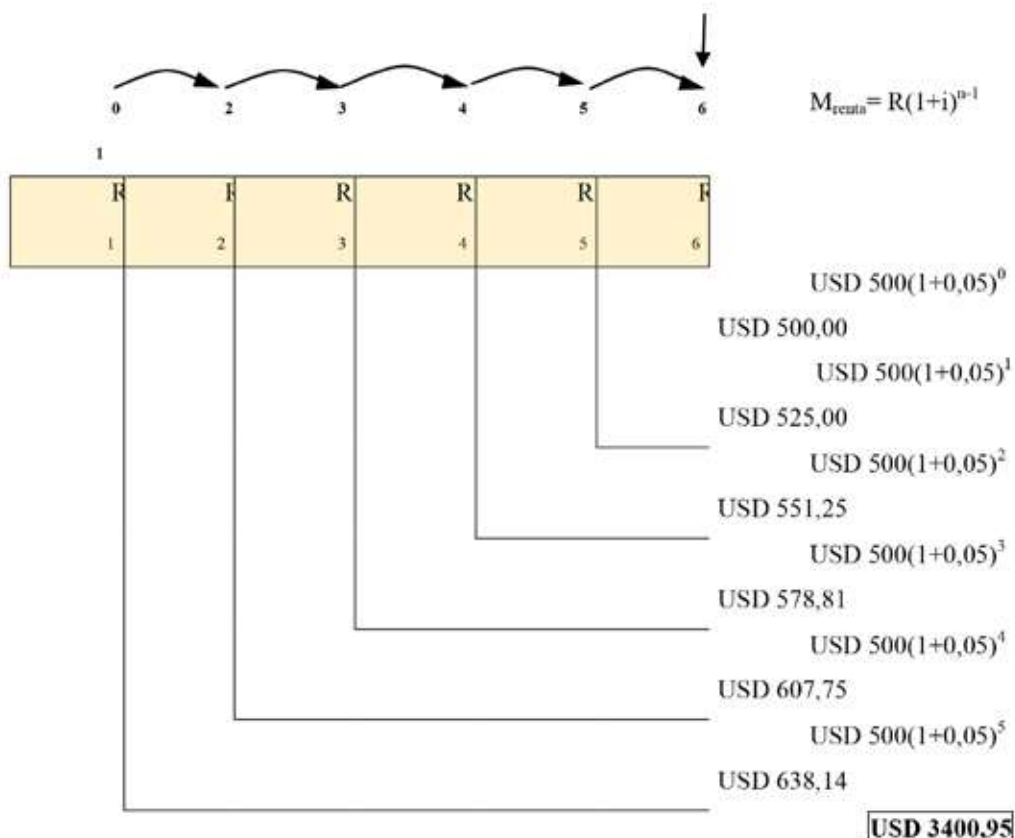 0 2 3 4 5 6
M_renta= R(1+i)^n-1
1
R R R R R R
1 2 3 4 5 6
USD 500(1+0,05)^0
USD 500,00
USD 500(1+0,05)^1
USD 525,00
USD 500(1+0,05)^2
USD 551,25
USD 500(1+0,05)^3
USD 578,81
USD 500(1+0,05)^4
USD 607,75
USD 500(1+0,05)^5
USD 638,14
USD 3400,95